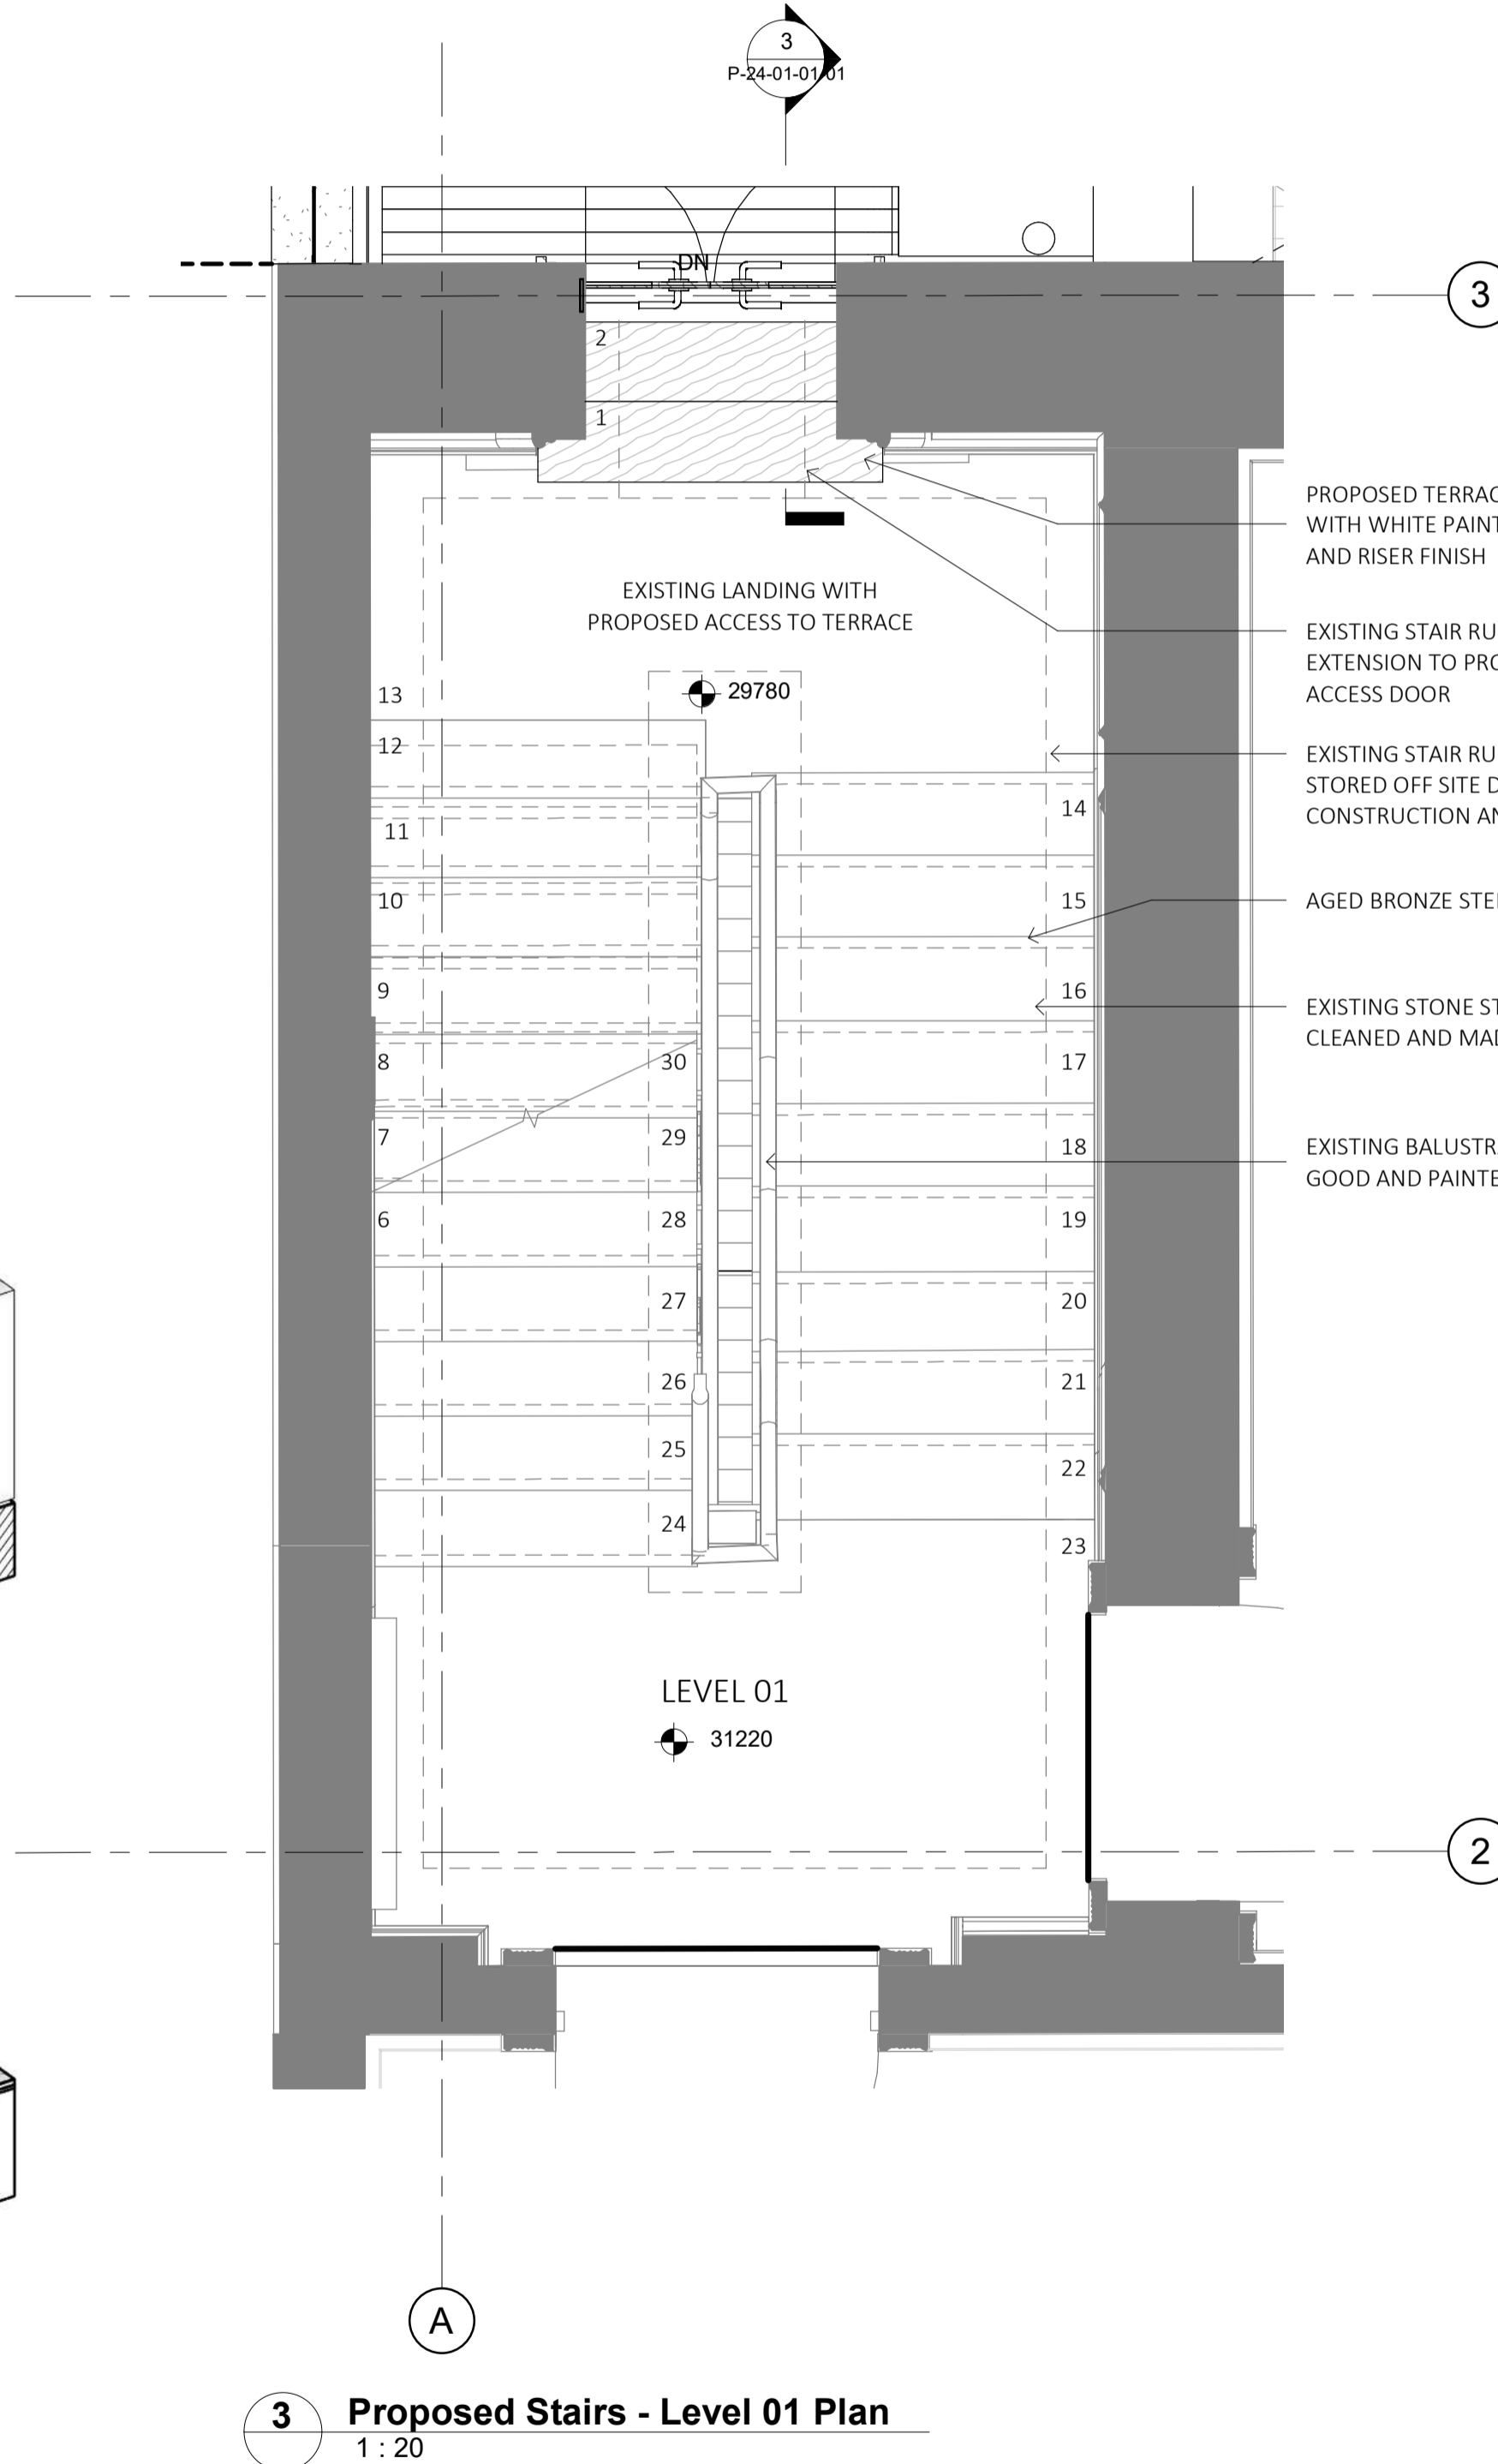 3
P-24-01-01/01
DN
3
2
1
PROPOSED TERRAC
WITH WHITE PAINT
AND RISER FINISH
EXISTING LANDING WITH
PROPOSED ACCESS TO TERRACE
EXISTING STAIR RU
EXTENSION TO PRO
ACCESS DOOR
13
29780
12
EXISTING STAIR RU
STORED OFF SITE D
CONSTRUCTION AN
14
11
10
15
AGED BRONZE STE
9
16
EXISTING STONE ST
CLEANED AND MAD
8
30
17
7
29
18
EXISTING BALUSTR
GOOD AND PAINTE
6
28
19
27
20
26
21
25
22
24
23
LEVEL 01
31220
2
A
3
Proposed Stairs - Level 01 Plan
1 : 20